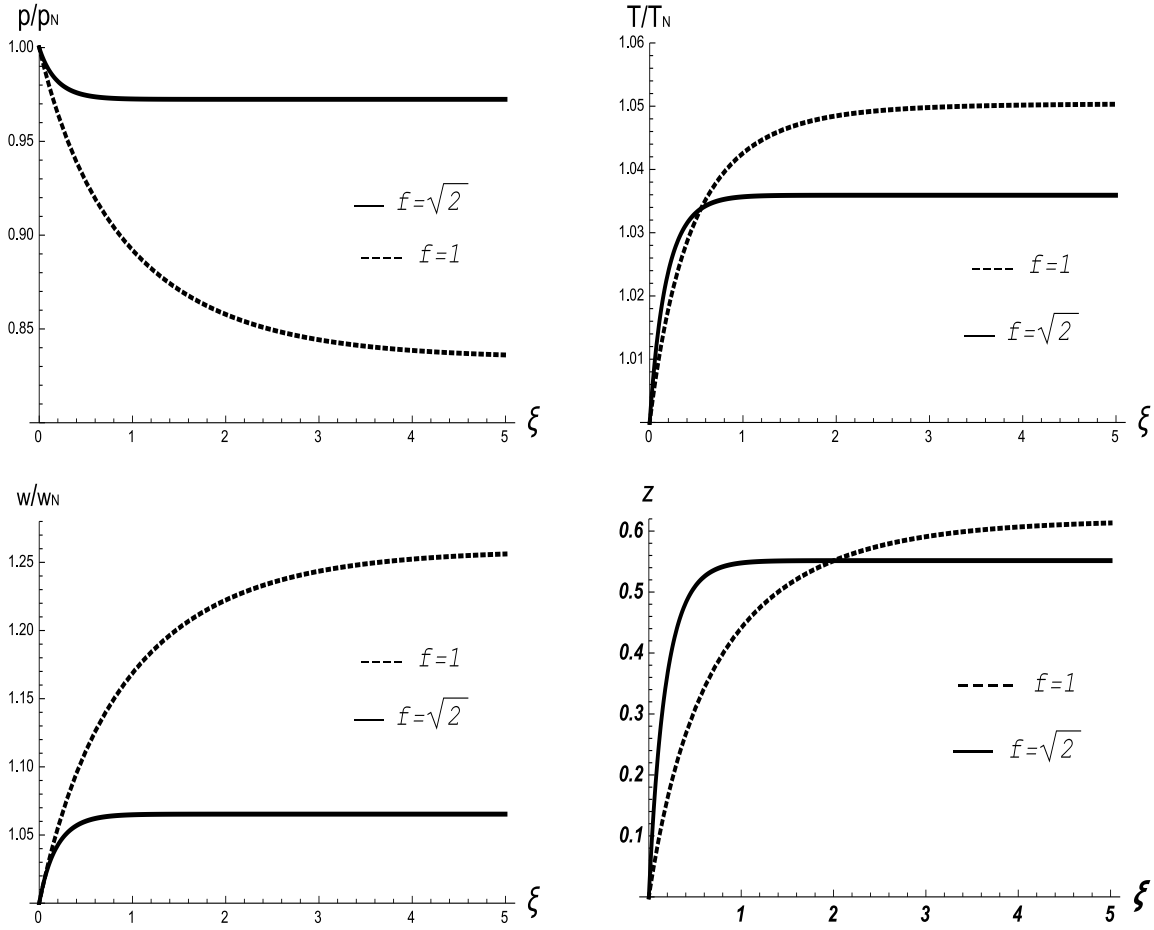 p/pN
1.00
0.95
0.90
0.85
0 1 2 3 4 5 ξ
f=√2
f=1
T/TN
1.06
1.05
1.04
1.03
1.02
1.01
0 1 2 3 4 5 ξ
f=1
f=√2
w/wN
1.25
1.20
1.15
1.10
1.05
0 1 2 3 4 5 ξ
f=1
f=√2
z
0.6
0.5
0.4
0.3
0.2
0.1
1 2 3 4 5 ξ
f=1
f=√2